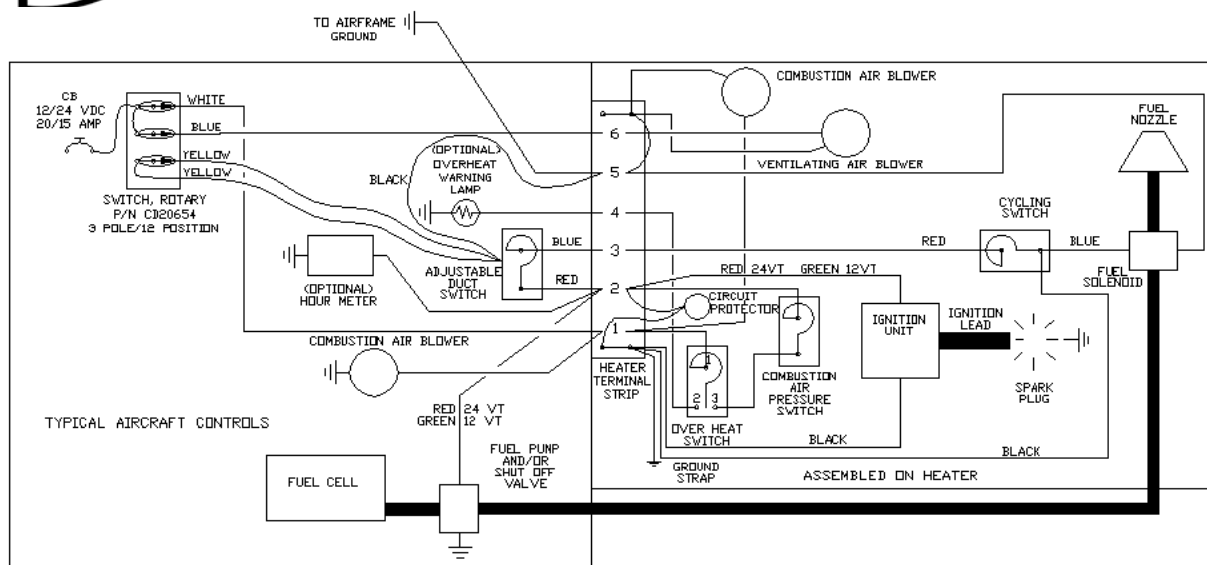 TO AIRFRAME
GROUND
CB
12/24 VDC
20/15 AMP
WHITE
BLUE
YELLOW
YELLOW
SWITCH, ROTARY
P/N CD20654
3 POLE/12 POSITION
BLACK
(OPTIONAL)
OVERHEAT
WARNING
LAMP
(OPTIONAL)
HOUR METER
ADJUSTABLE
DUCT
SWITCH
BLUE
RED
COMBUSTION AIR BLOWER
RED 24 VT
GREEN 12 VT
TYPICAL AIRCRAFT CONTROLS
FUEL CELL
FUEL PUMP
AND/OR
SHUT OFF
VALVE
6
5
4
3
2
1
HEATER
TERMINAL
STRIP
COMBUSTION AIR BLOWER
VENTILATING AIR BLOWER
FUEL
NOZZLE
CYCLING
SWITCH
RED
BLUE
FUEL
SOLENOID
RED 24VT GREEN 12VT
CIRCUIT
PROTECTOR
IGNITION
UNIT
IGNITION
LEAD
SPARK
PLUG
1
2 3
OVER HEAT
SWITCH
COMBUSTION
AIR
PRESSURE
SWITCH
BLACK
BLACK
GROUND
STRAP
ASSEMBLED ON HEATER